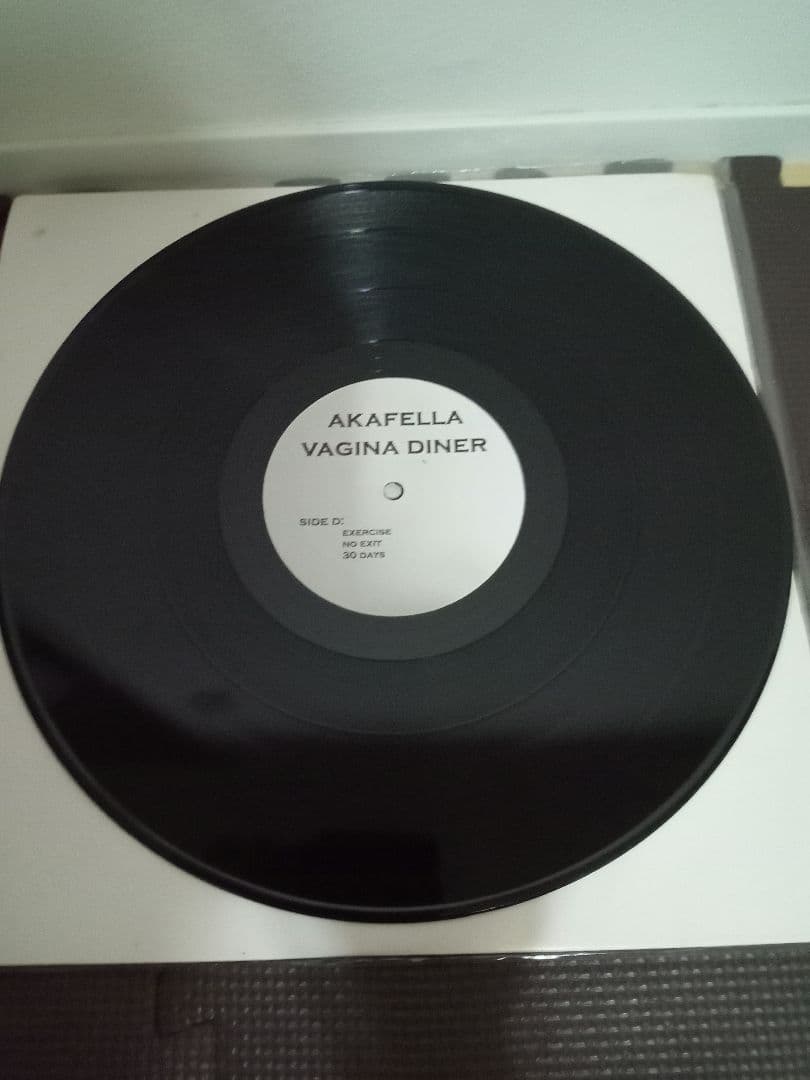 AKAFELLA
VAGINA DINER
SIDE D:
EXERCISE
NO EXIT
30 DAYS